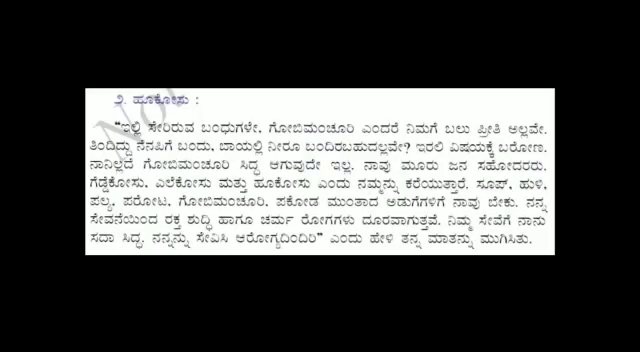 ೨. ಹೂಕೋಸು :
“ಇಲ್ಲಿ ಸೇರಿರುವ ಬಂಧುಗಳೇ, ಗೋಬಿಮಂಚೂರಿ ಎಂದರೆ ನಿಮಗೆ ಬಲು ಪ್ರೀತಿ ಅಲ್ಲವೇ.
ತಿಂದಿದ್ದು ನೆನಪಿಗೆ ಬಂದು, ಬಾಯಲ್ಲಿ ನೀರೂ ಬಂದಿರಬಹುದಲ್ಲವೇ? ಇರಲಿ ವಿಷಯಕ್ಕೆ ಬರೋಣ.
ನಾನಿಲ್ಲದೆ ಗೋಬಿಮಂಚೂರಿ ಸಿದ್ಧ ಆಗುವುದೇ ಇಲ್ಲ. ನಾವು ಮೂರು ಜನ ಸಹೋದರರು.
ಗೆಡ್ಡೆಕೋಸು, ಎಲೆಕೋಸು ಮತ್ತು ಹೂಕೋಸು ಎಂದು ನಮ್ಮನ್ನು ಕರೆಯುತ್ತಾರೆ. ಸೂಪ್, ಹುಳಿ,
ಪಲ್ಯ, ಪರೋಟ, ಗೋಬಿಮಂಚೂರಿ, ಪಕೋಡ ಮುಂತಾದ ಅಡುಗೆಗಳಿಗೆ ನಾವು ಬೇಕು. ನನ್ನ
ಸೇವನೆಯಿಂದ ರಕ್ತ ಶುದ್ಧಿ ಹಾಗೂ ಚರ್ಮ ರೋಗಗಳು ದೂರವಾಗುತ್ತವೆ. ನಿಮ್ಮ ಸೇವೆಗೆ ನಾನು
ಸದಾ ಸಿದ್ಧ. ನನ್ನನ್ನು ಸೇವಿಸಿ ಆರೋಗ್ಯದಿಂದಿರಿ” ಎಂದು ಹೇಳಿ ತನ್ನ ಮಾತನ್ನು ಮುಗಿಸಿತು.